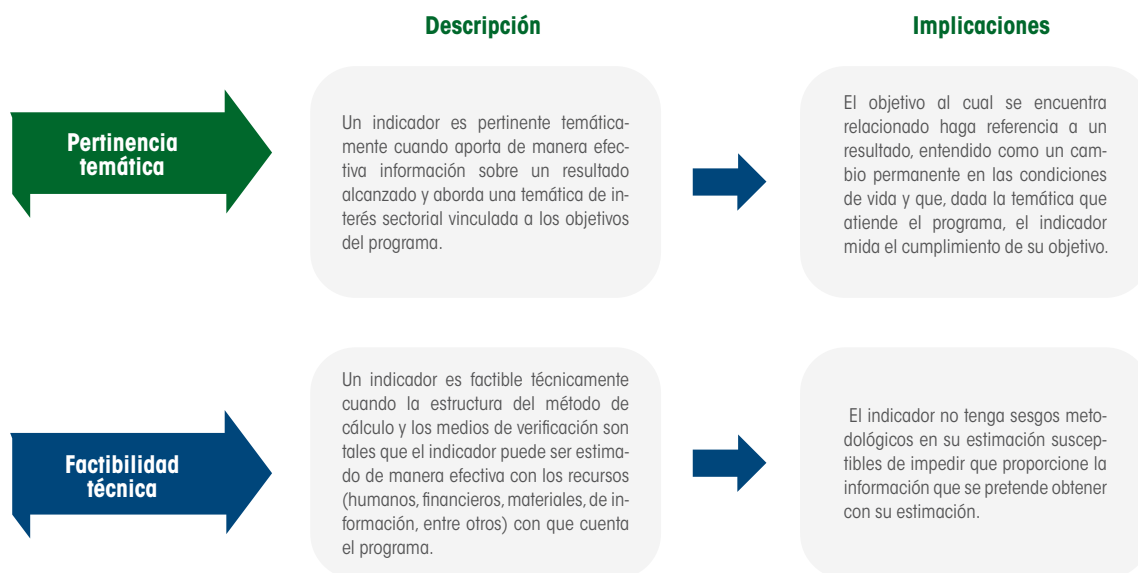 Descripción
Implicaciones
Pertinencia
temática
Un indicador es pertinente temática-
mente cuando aporta de manera efec-
tiva información sobre un resultado
alcanzado y aborda una temática de in-
terés sectorial vinculada a los objetivos
del programa.
El objetivo al cual se encuentra
relacionado haga referencia a un
resultado, entendido como un cam-
bio permanente en las condiciones
de vida y que, dada la temática que
atiende el programa, el indicador
mida el cumplimiento de su objetivo.
Factibilidad
técnica
Un indicador es factible técnicamente
cuando la estructura del método de
cálculo y los medios de verificación son
tales que el indicador puede ser estima-
do de manera efectiva con los recursos
(humanos, financieros, materiales, de in-
formación, entre otros) con que cuenta
el programa.
El indicador no tenga sesgos meto-
dológicos en su estimación suscep-
tibles de impedir que proporcione la
información que se pretende obtener
con su estimación.